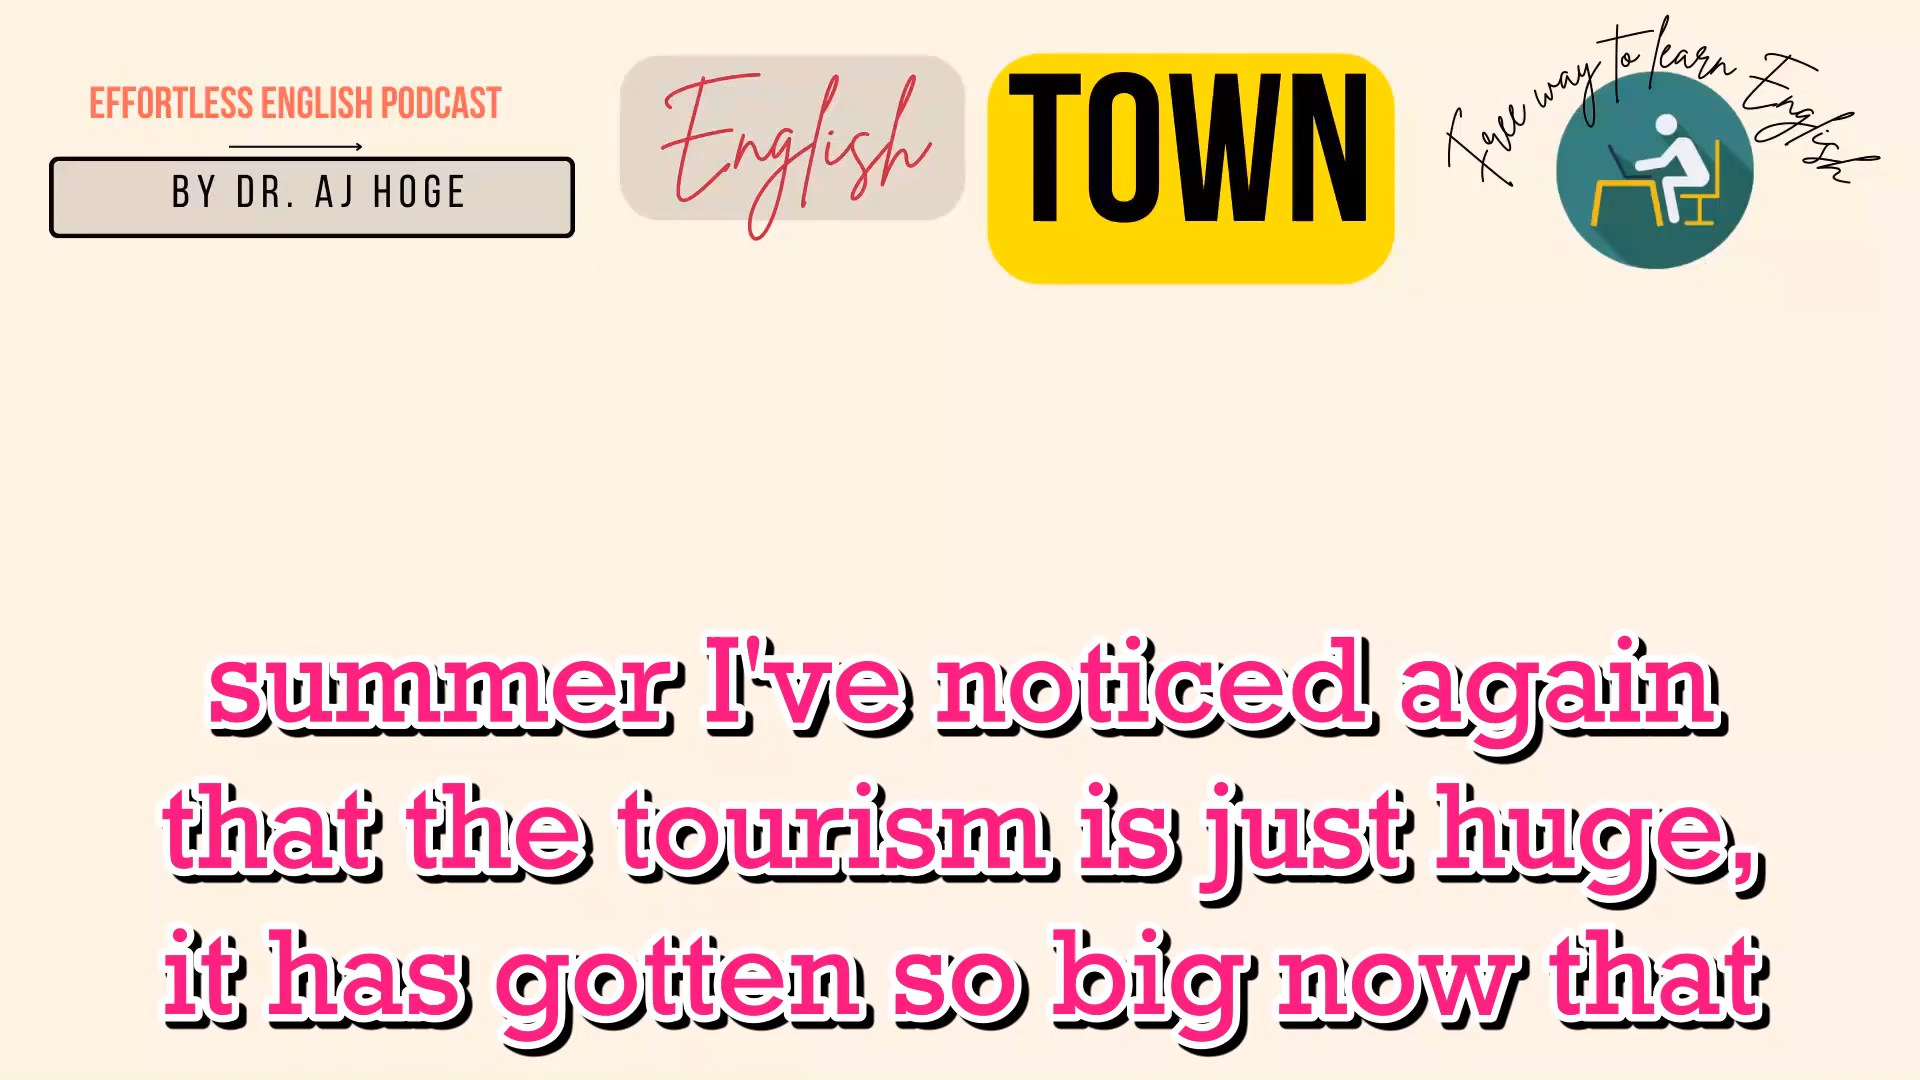 EFFORTLESS ENGLISH PODCAST
BY DR. AJ HOGE
English
TOWN
Free way to learn English
summer I've noticed again
that the tourism is just huge,
it has gotten so big now that